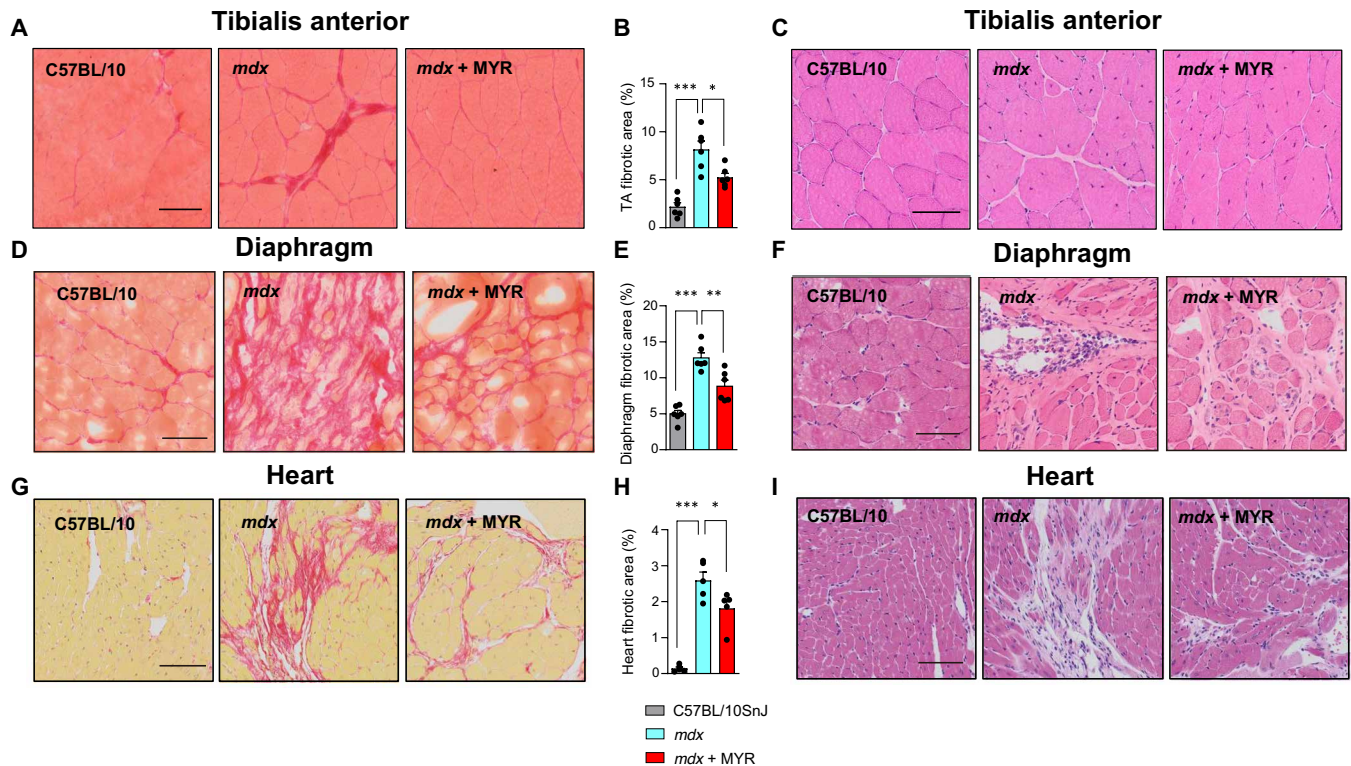 Tibialis anterior
Tibialis anterior
A
C57BL/10
mdx
mdx + MYR
B
TA fibrotic area (%)
15
10
5
0
***
*
C
C57BL/10
mdx
mdx + MYR
Diaphragm
Diaphragm
D
C57BL/10
mdx
mdx + MYR
E
Diaphragm fibrotic area (%)
20
15
10
5
0
***
**
F
C57BL/10
mdx
mdx + MYR
Heart
Heart
G
C57BL/10
mdx
mdx + MYR
H
Heart fibrotic area (%)
4
3
2
1
0
***
*
I
C57BL/10
mdx
mdx + MYR
C57BL/10SnJ
mdx
mdx + MYR